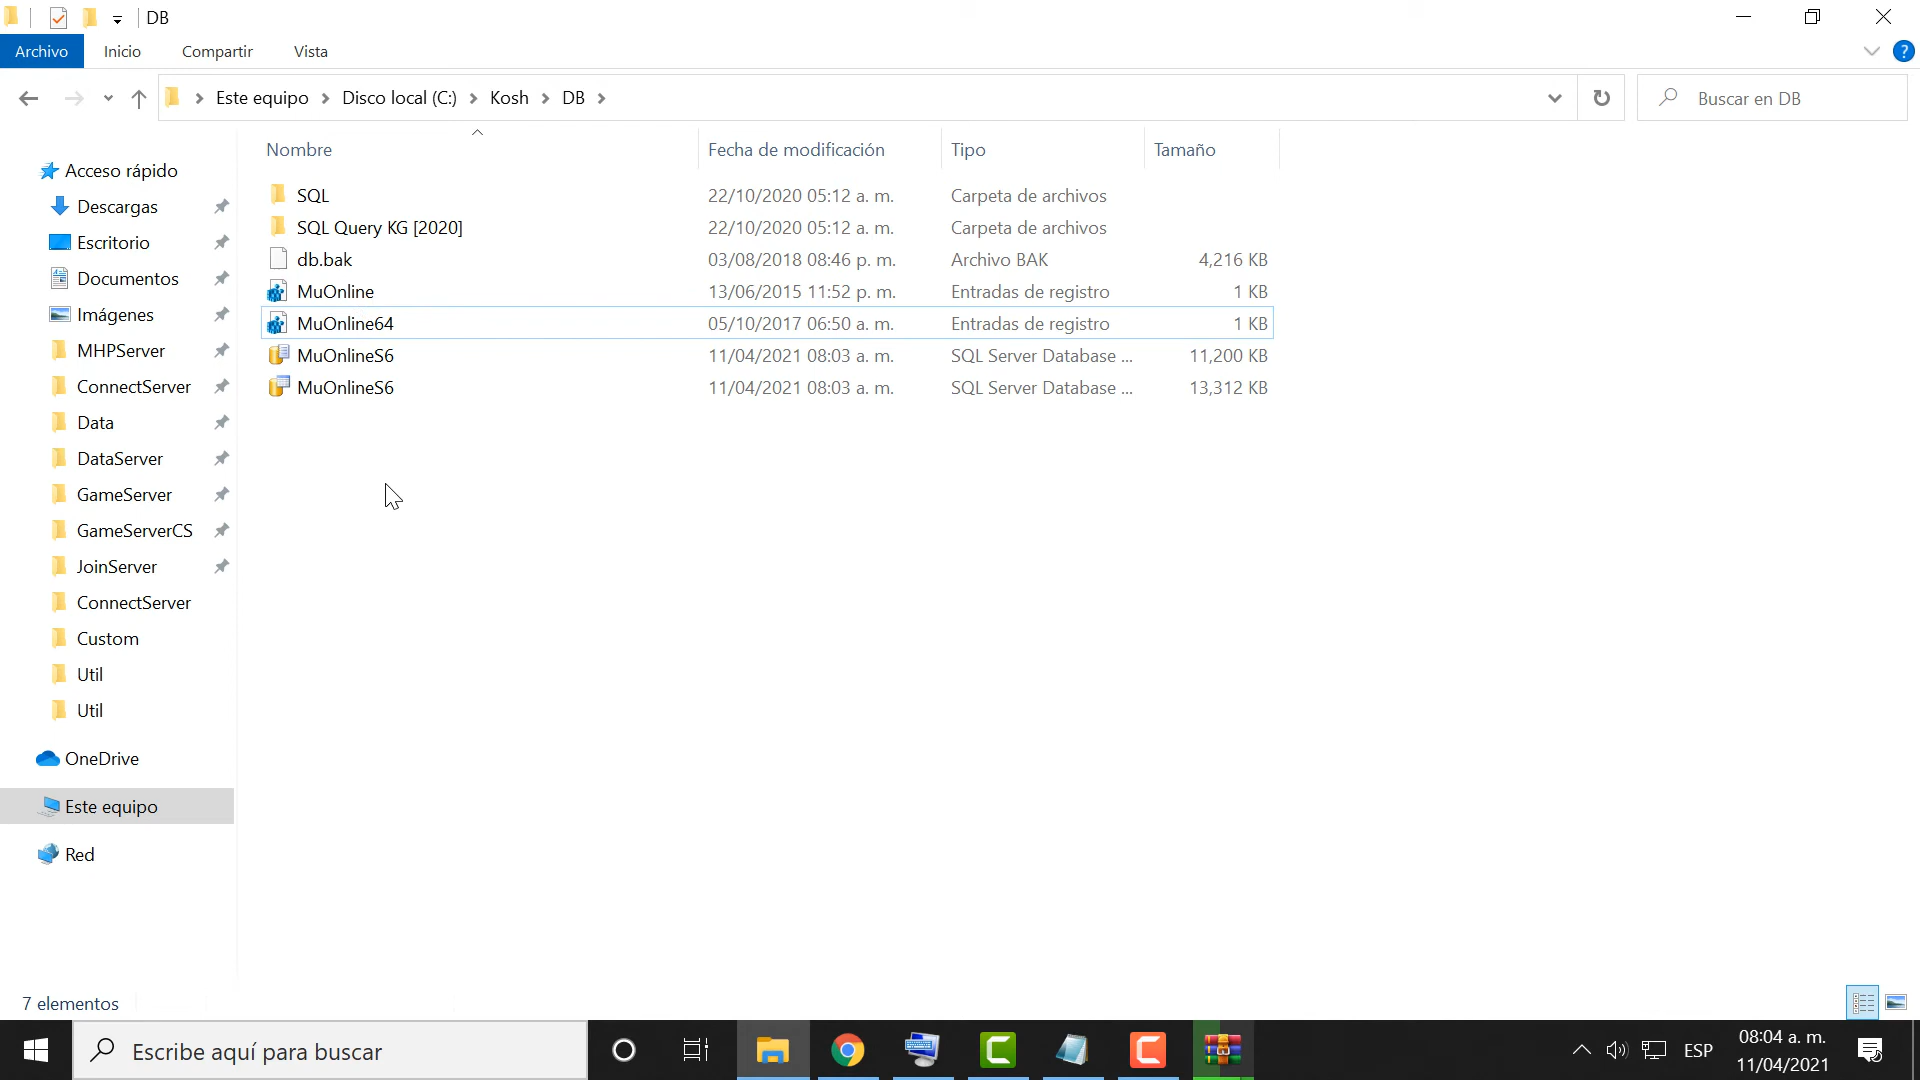 DB
Archivo Inicio Compartir Vista
Este equipo Disco local (C:) Kosh DB Buscar en DB
Nombre Fecha de modificación Tipo Tamaño
SQL 22/10/2020 05:12 a. m. Carpeta de archivos
SQL Query KG [2020] 22/10/2020 05:12 a. m. Carpeta de archivos
db.bak 03/08/2018 08:46 p. m. Archivo BAK 4,216 KB
MuOnline 13/06/2015 11:52 p. m. Entradas de registro 1 KB
MuOnline64 05/10/2017 06:50 a. m. Entradas de registro 1 KB
MuOnlineS6 11/04/2021 08:03 a. m. SQL Server Database ... 11,200 KB
MuOnlineS6 11/04/2021 08:03 a. m. SQL Server Database ... 13,312 KB
Acceso rápido
Descargas
Escritorio
Documentos
Imágenes
MHPServer
ConnectServer
Data
DataServer
GameServer
GameServerCS
JoinServer
ConnectServer
Custom
Util
Util
OneDrive
Este equipo
Red
7 elementos
Escribe aquí para buscar
ESP
08:04 a. m.
11/04/2021